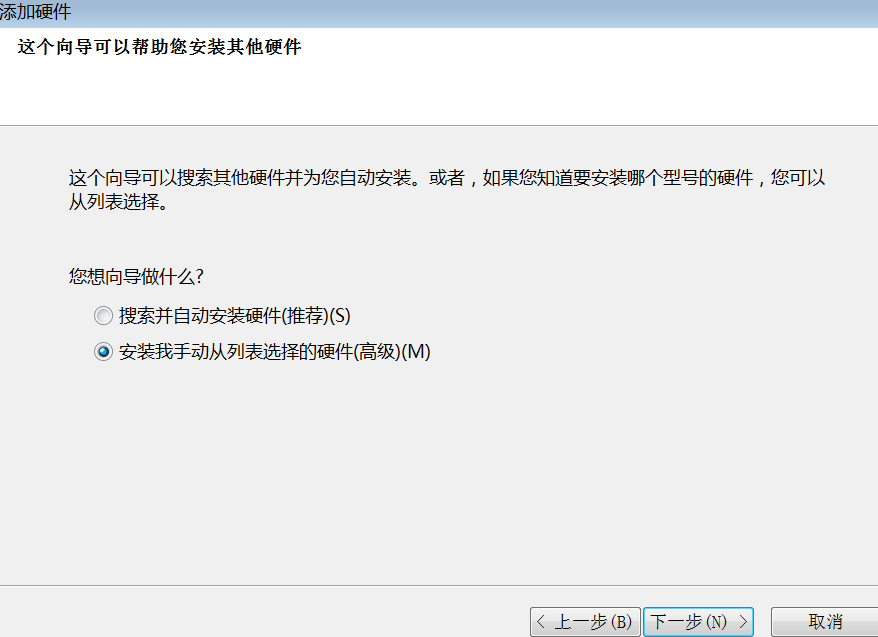 添加硬件
这个向导可以帮助您安装其他硬件
这个向导可以搜索其他硬件并为您自动安装。或者，如果您知道要安装哪个型号的硬件，您可以
从列表选择。
您想向导做什么?
搜索并自动安装硬件(推荐)(S)
安装我手动从列表选择的硬件(高级)(M)
< 上一步(B) 下一步(N) > 取消